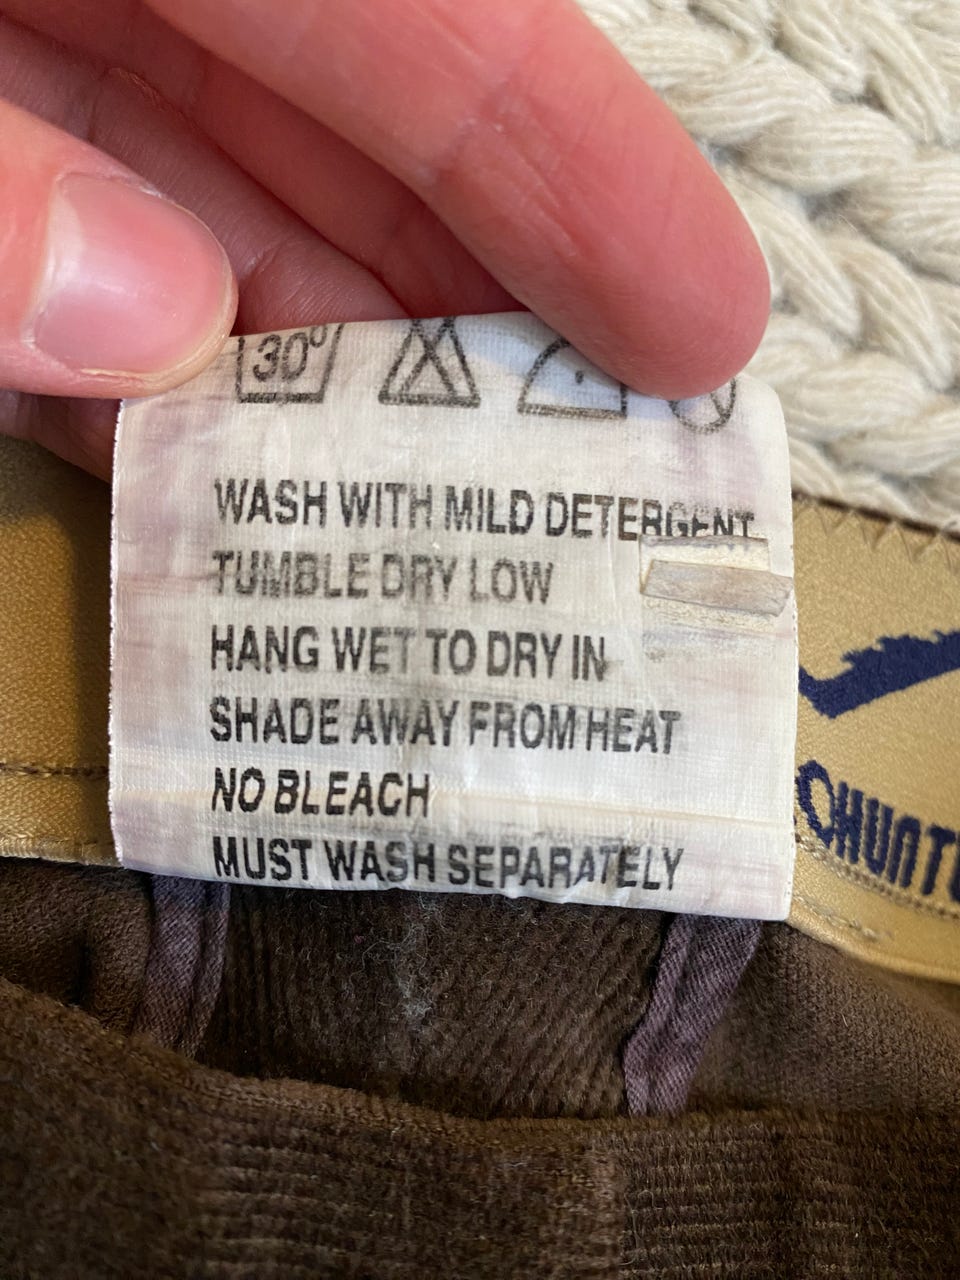 30°
WASH WITH MILD DETERGENT
TUMBLE DRY LOW
HANG WET TO DRY IN
SHADE AWAY FROM HEAT
NO BLEACH
MUST WASH SEPARATELY